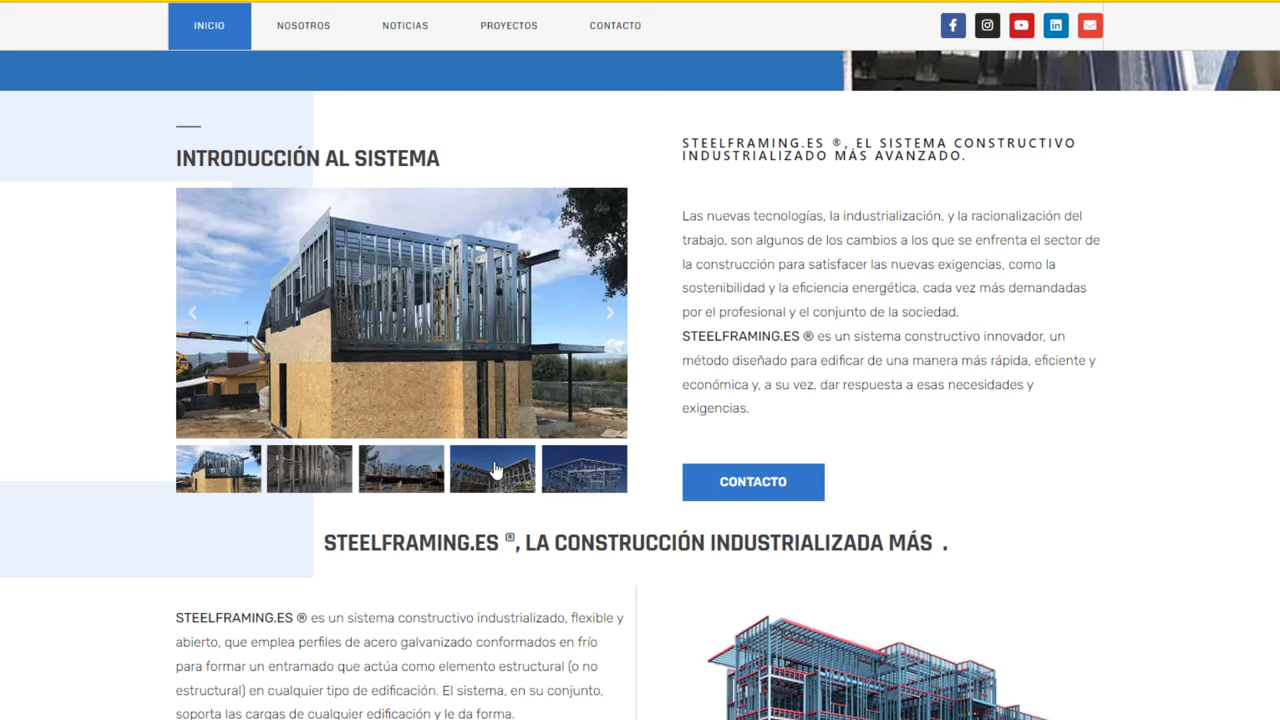 INICIO
NOSOTROS
NOTICIAS
PROYECTOS
CONTACTO
INTRODUCCIÓN AL SISTEMA
STEELFRAMING.ES ®, EL SISTEMA CONSTRUCTIVO
INDUSTRIALIZADO MÁS AVANZADO.
Las nuevas tecnologías, la industrialización, y la racionalización del
trabajo, son algunos de los cambios a los que se enfrenta el sector de
la construcción para satisfacer las nuevas exigencias, como la
sostenibilidad y la eficiencia energética, cada vez más demandadas
por el profesional y el conjunto de la sociedad.
STEELFRAMING.ES ® es un sistema constructivo innovador, un
método diseñado para edificar de una manera más rápida, eficiente y
económica y, a su vez, dar respuesta a esas necesidades y
exigencias.
CONTACTO
STEELFRAMING.ES ®, LA CONSTRUCCIÓN INDUSTRIALIZADA MÁS .
STEELFRAMING.ES ® es un sistema constructivo industrializado, flexible y
abierto, que emplea perfiles de acero galvanizado conformados en frío
para formar un entramado que actúa como elemento estructural (o no
estructural) en cualquier tipo de edificación. El sistema, en su conjunto,
soporta las cargas de cualquier edificación y le da forma.